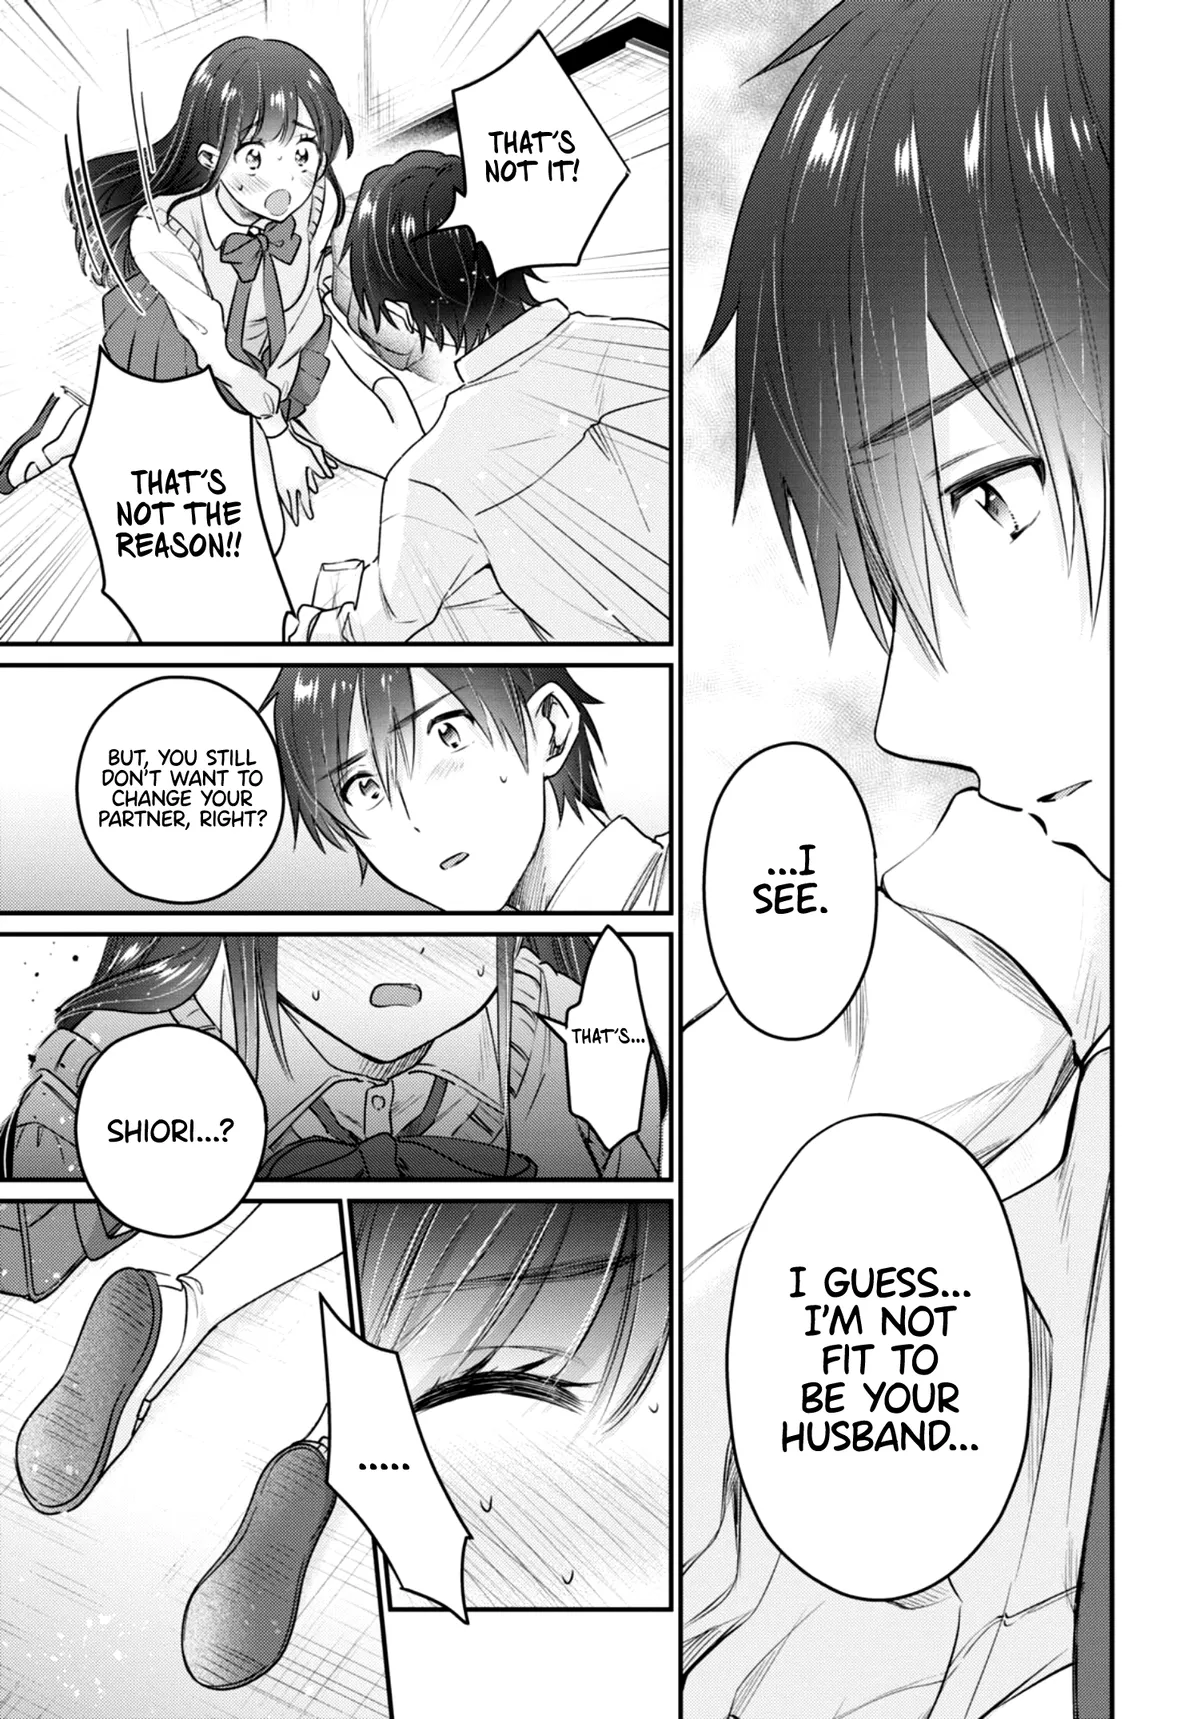 ...I
SEE.
I GUESS...
I'M NOT
FIT TO
BE YOUR
HUSBAND...
THAT'S
NOT IT!
THAT'S
NOT THE
REASON!!
BUT, YOU STILL
DON'T WANT TO
CHANGE YOUR
PARTNER, RIGHT?
THAT'S...
SHIORI...?
.....